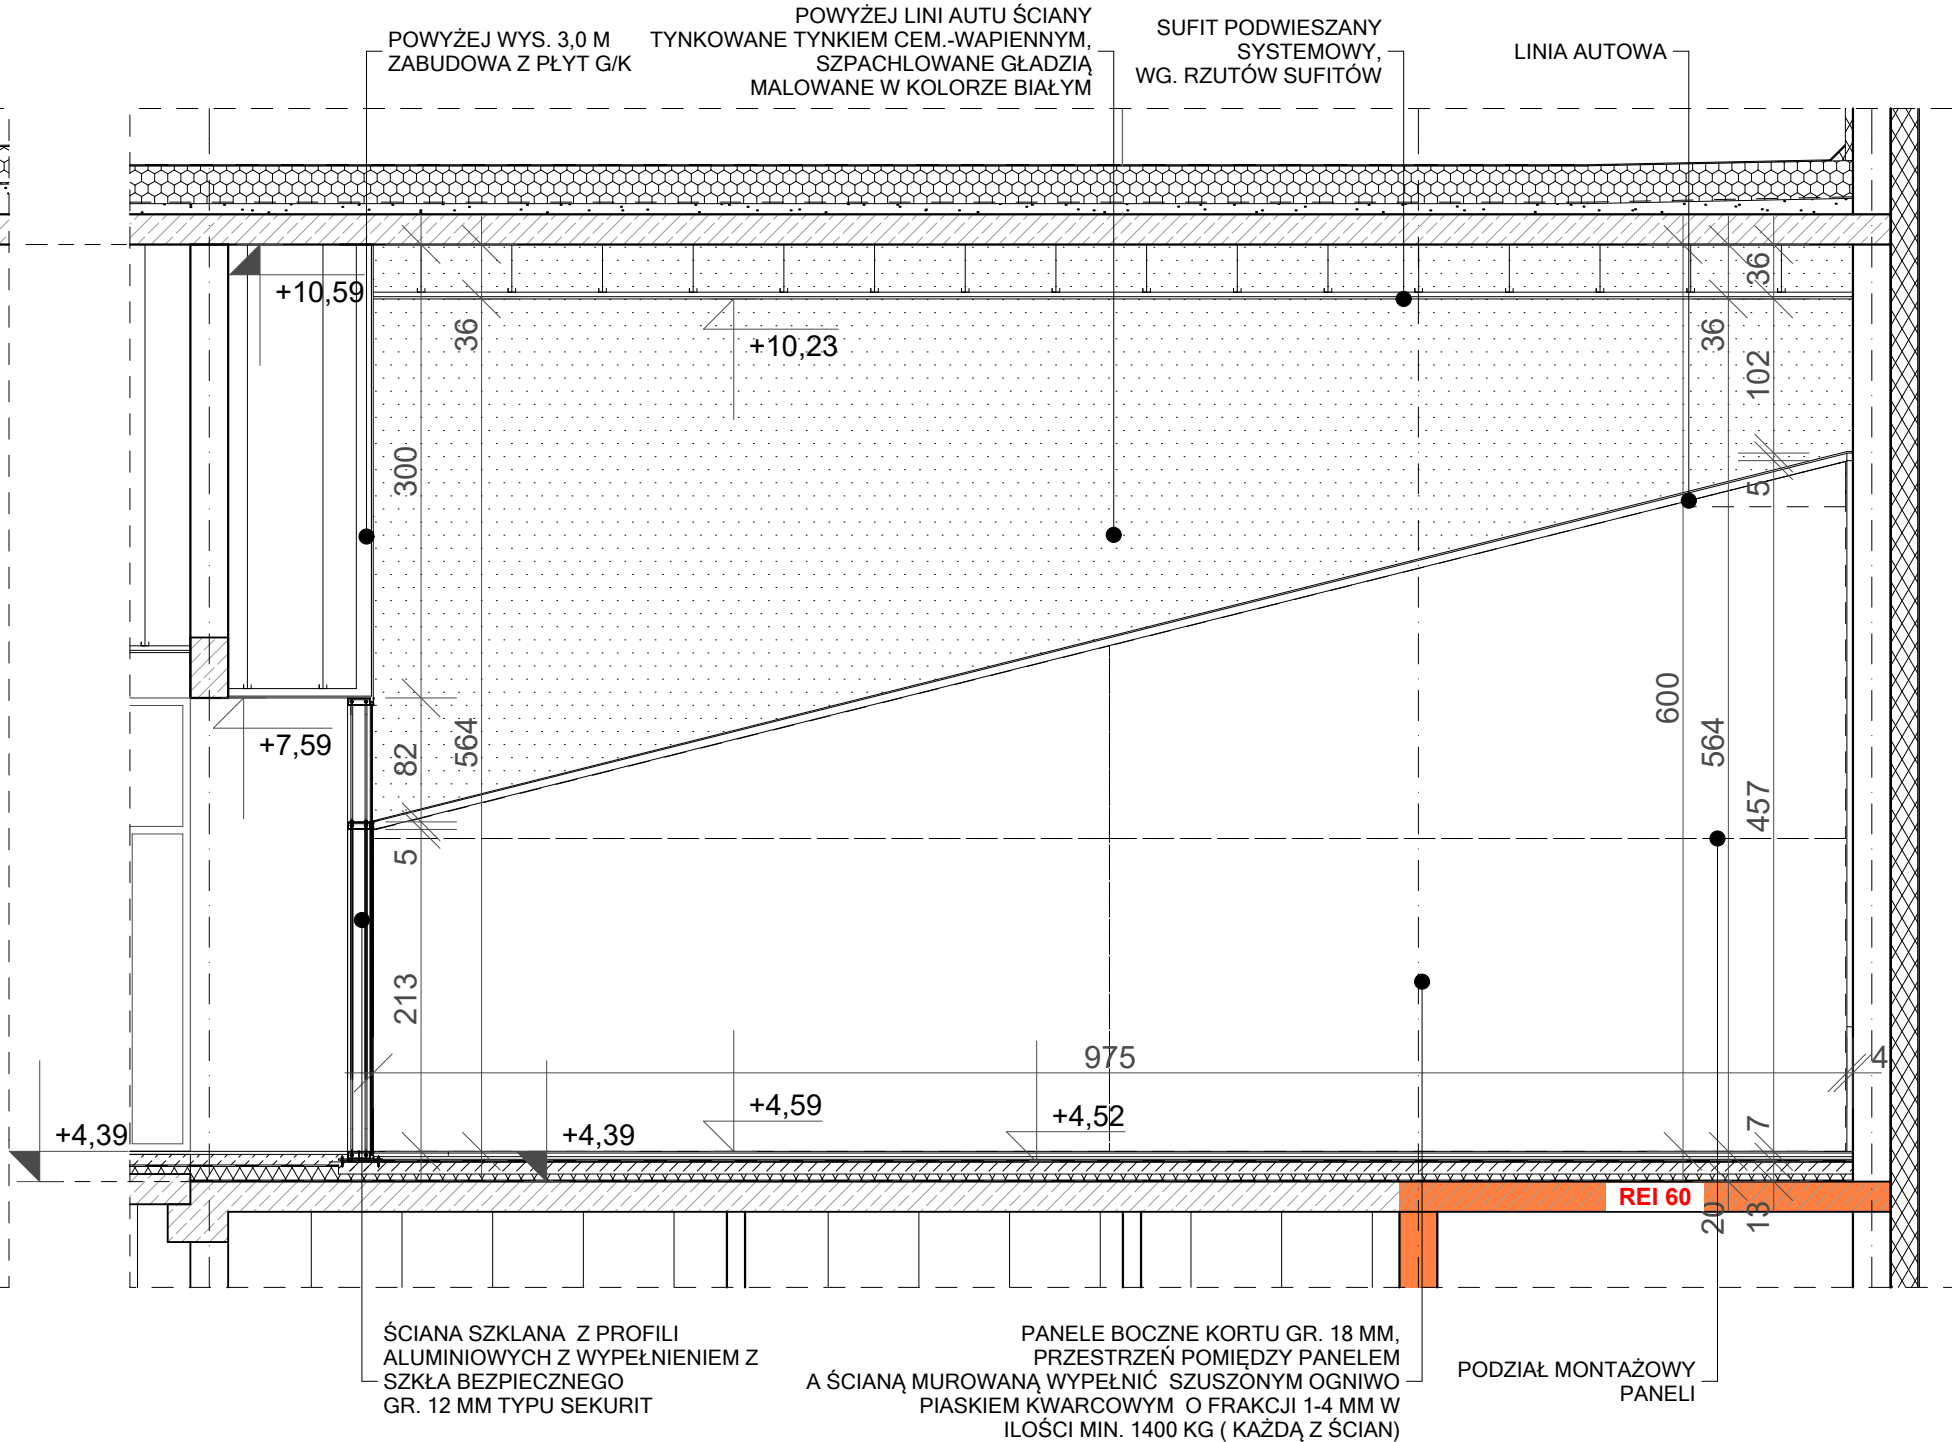 POWYŻEJ WYS. 3,0 M
ZABUDOWA Z PŁYT G/K
POWYŻEJ LINI AUTU ŚCIANY
TYNKOWANE TYNKIEM CEM.-WAPIENNYM,
SZPACHLOWANE GŁADZIĄ
MALOWANE W KOLORZE BIAŁYM
SUFIT PODWIESZANY
SYSTEMOWY,
WG. RZUTÓW SUFITÓW
LINIA AUTOWA
+10,59
36
+10,23
36
36
102
300
5
+7,59
82
564
600
564
457
5
213
975
4
+4,39
+4,39
+4,59
+4,52
7
REI 60
20
13
ŚCIANA SZKLANA Z PROFILI
ALUMINIOWYCH Z WYPEŁNIENIEM Z
SZKŁA BEZPIECZNEGO
GR. 12 MM TYPU SEKURIT
PANELE BOCZNE KORTU GR. 18 MM,
PRZESTRZEŃ POMIĘDZY PANELEM
A ŚCIANĄ MUROWANĄ WYPEŁNIĆ SZUSZONYM OGNIWO
PIASKIEM KWARCOWYM O FRAKCJI 1-4 MM W
ILOŚCI MIN. 1400 KG ( KAŻDĄ Z ŚCIAN)
PODZIAŁ MONTAŻOWY
PANELI